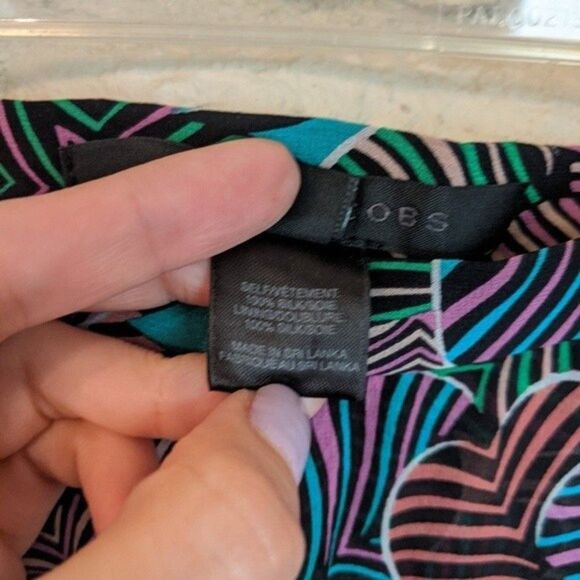 OBS
SELF/VÊTEMENT:
100% SILK/SOIE
LINING/DOUBLURE:
100% SILK/SOIE
MADE IN SRI LANKA
FABRIQUÉ AU SRI LANKA